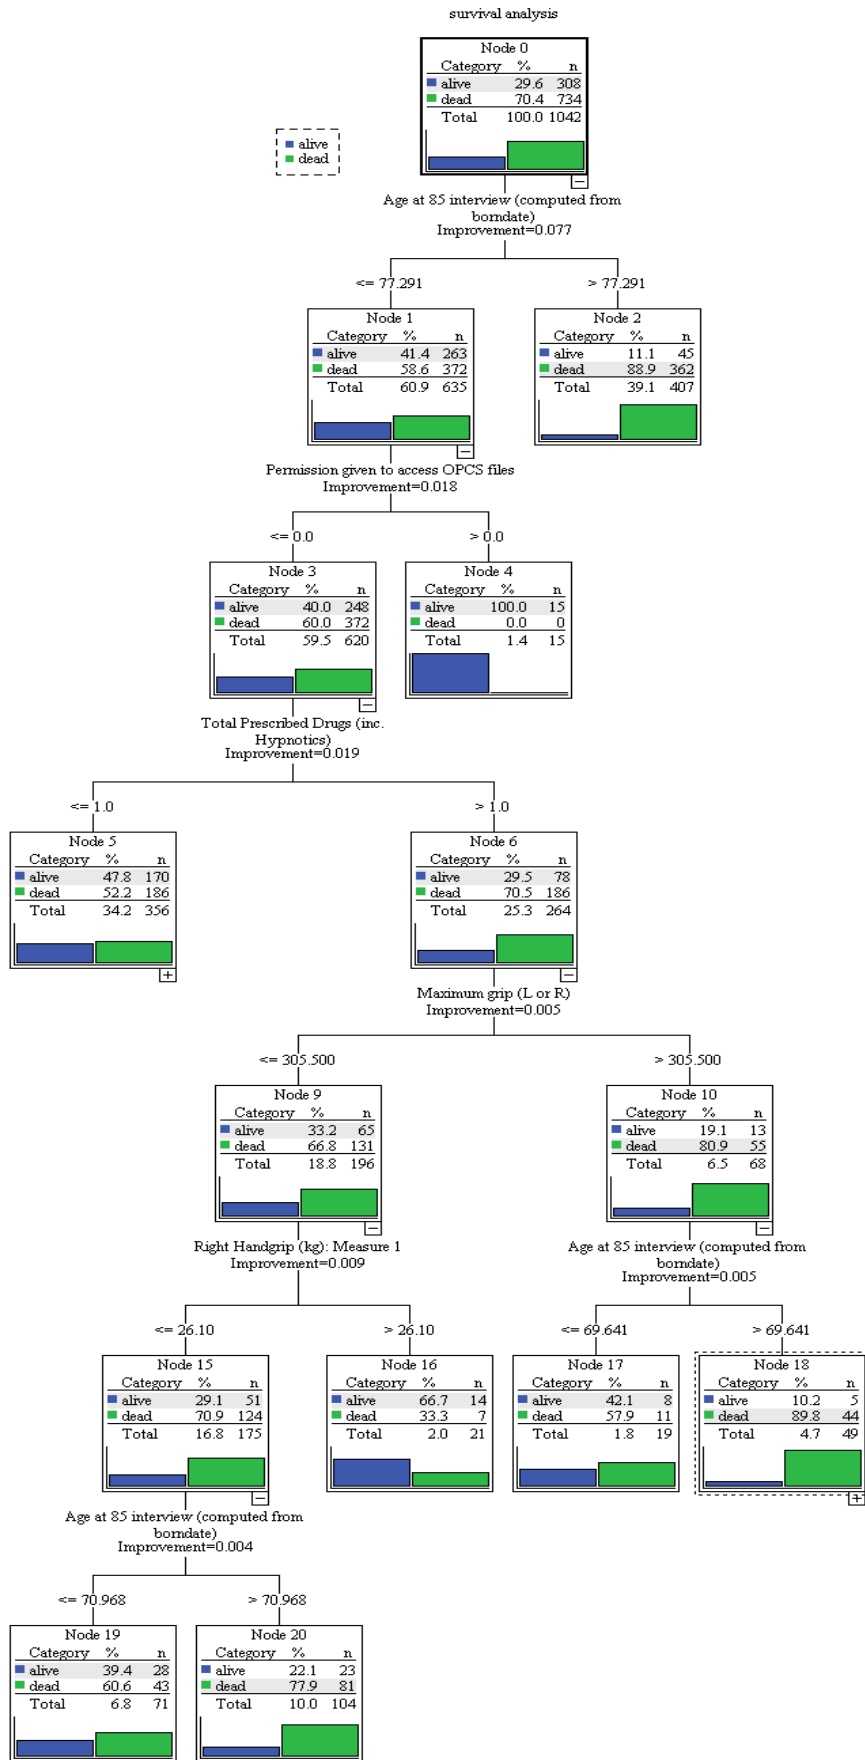 survival analysis
Node 0
Category % n
alive 29.6 308
dead 70.4 734
Total 100.0 1042
alive
dead
Age at 85 interview (computed from
borndate)
Improvement=0.077
<= 77.291
> 77.291
Node 1
Category % n
alive 41.4 263
dead 58.6 372
Total 60.9 635
Node 2
Category % n
alive 11.1 45
dead 88.9 362
Total 39.1 407
Permission given to access OPCS files
Improvement=0.018
<= 0.0
> 0.0
Node 3
Category % n
alive 40.0 248
dead 60.0 372
Total 59.5 620
Node 4
Category % n
alive 100.0 15
dead 0.0 0
Total 1.4 15
Total Prescribed Drugs (inc.
Hypnotics)
Improvement=0.019
<= 1.0
> 1.0
Node 5
Category % n
alive 47.8 170
dead 52.2 186
Total 34.2 356
Node 6
Category % n
alive 29.5 78
dead 70.5 186
Total 25.3 264
Maximum grip (L or R)
Improvement=0.005
<= 305.500
> 305.500
Node 9
Category % n
alive 33.2 65
dead 66.8 131
Total 18.8 196
Node 10
Category % n
alive 19.1 13
dead 80.9 55
Total 6.5 68
Right Handgrip (kg): Measure 1
Improvement=0.009
Age at 85 interview (computed from
borndate)
Improvement=0.005
<= 26.10
> 26.10
<= 69.641
> 69.641
Node 15
Category % n
alive 29.1 51
dead 70.9 124
Total 16.8 175
Node 16
Category % n
alive 66.7 14
dead 33.3 7
Total 2.0 21
Node 17
Category % n
alive 42.1 8
dead 57.9 11
Total 1.8 19
Node 18
Category % n
alive 10.2 5
dead 89.8 44
Total 4.7 49
Age at 85 interview (computed from
borndate)
Improvement=0.004
<= 70.968
> 70.968
Node 19
Category % n
alive 39.4 28
dead 60.6 43
Total 6.8 71
Node 20
Category % n
alive 22.1 23
dead 77.9 81
Total 10.0 104